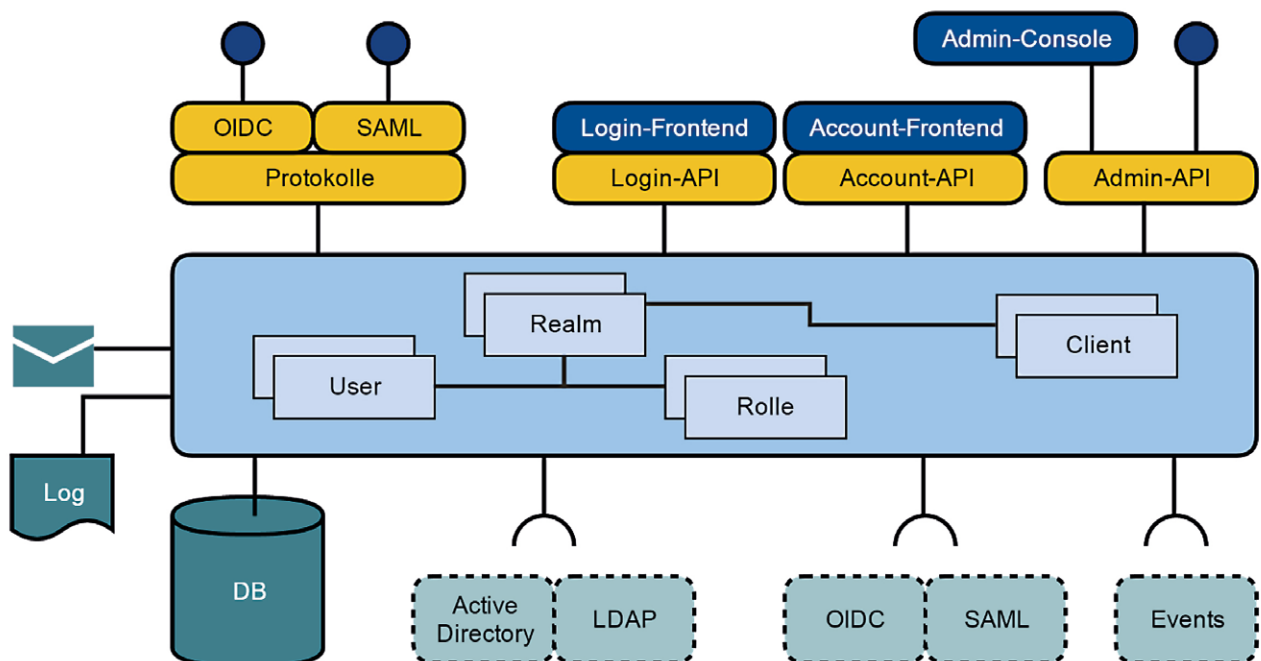 Admin-Console
OIDC
SAML
Login-Frontend
Account-Frontend
Protokolle
Login-API
Account-API
Admin-API
Realm
Client
User
Rolle
Log
DB
Active
Directory
LDAP
OIDC
SAML
Events